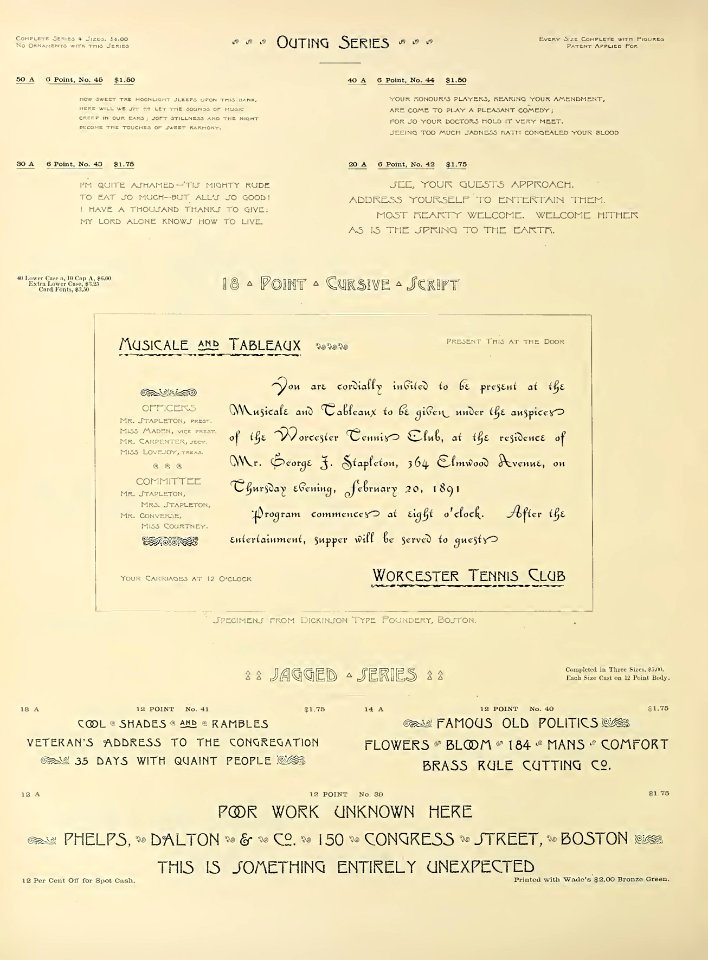 Complete Series 4 Sizes, $6.00
No Ornaments with this Series
Outing Series
Every Size Complete with Figures
Patent Applied For
50 A 6 Point, No. 45 $1.50
HOW SWEET THE MOONLIGHT SLEEPS UPON THIS BANK,
HERE WILL WE SIT TO LET THE SOUNDS OF MUSIC
CREEP IN OUR EARS; SOFT STILLNESS AND THE NIGHT
BECOME THE TOUCHES OF SWEET HARMONY.
40 A 6 Point, No. 44 $1.50
YOUR HONOUR'S PLAYERS, HEARING YOUR AMENDMENT,
ARE COME TO PLAY A PLEASANT COMEDY;
FOR SO YOUR DOCTORS HOLD IT VERY MEET.
SEEING TOO MUCH SADNESS HATH CONGEALED YOUR BLOOD
30 A 6 Point, No. 43 $1.75
I'M QUITE ASHAMED—'TIS MIGHTY RUDE
TO EAT SO MUCH—BUT ALL'S SO GOOD!
I HAVE A THOUSAND THANKS TO GIVE:
MY LORD ALONE KNOWS HOW TO LIVE.
20 A 6 Point, No. 42 $1.75
SEE, YOUR GUESTS APPROACH.
ADDRESS YOURSELF TO ENTERTAIN THEM.
MOST HEARTY WELCOME. WELCOME HITHER
AS IS THE SPRING TO THE EARTH.
40 Lower Case a, 10 Cap A, $6.60
Extra Lower Case, $3.25
Card Fonts, $3.50
18 Point Cursive Script
Musicale and Tableaux
Present This at the Door
OFFICERS
Mr. Stapleton, prest.
Miss Maden, vice prest.
Mr. Carpenter, secy.
Miss Lovejoy, treas.
COMMITTEE
Mr. Stapleton,
Mrs. Stapleton,
Mr. Converse,
Miss Courtney.
You are cordially invited to be present at the
Musicale and Tableaux to be given under the auspices
of the Worcester Tennis Club, at the residence of
Mr. George F. Stapleton, 364 Elmwood Avenue, on
Thursday evening, February 20, 1891
Program commences at eight o'clock. After the
entertainment, supper will be served to guests
Your Carriages at 12 O'clock
Worcester Tennis Club
Specimens from Dickinson Type Foundery, Boston.
Jagged Series
Completed in Three Sizes, $5.00.
Each Size Cast on 12 Point Body.
18 A 12 POINT No. 41 $1.75
COOL SHADES AND RAMBLES
VETERAN'S ADDRESS TO THE CONGREGATION
35 DAYS WITH QUAINT PEOPLE
14 A 12 POINT No. 40 $1.75
FAMOUS OLD POLITICS
FLOWERS BLOOM 184 MANS COMFORT
BRASS RULE CUTTING CO.
12 A 12 POINT No. 39 $1 75
POOR WORK UNKNOWN HERE
PHELPS, DALTON & CO. 150 CONGRESS STREET, BOSTON
THIS IS SOMETHING ENTIRELY UNEXPECTED
12 Per Cent Off for Spot Cash.
Printed with Wade's $2.00 Bronze Green.